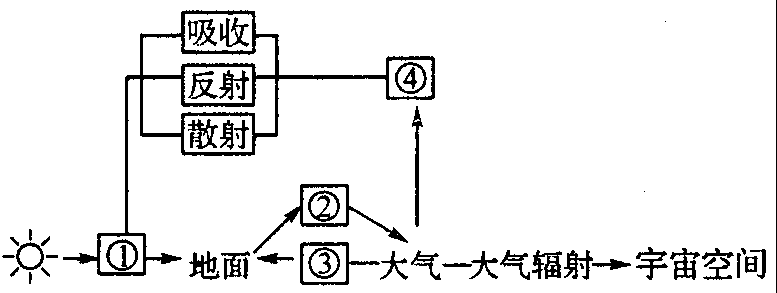 吸收
反射
④
散射
②
① 地面 ③ 大气 大气辐射 宇宙空间